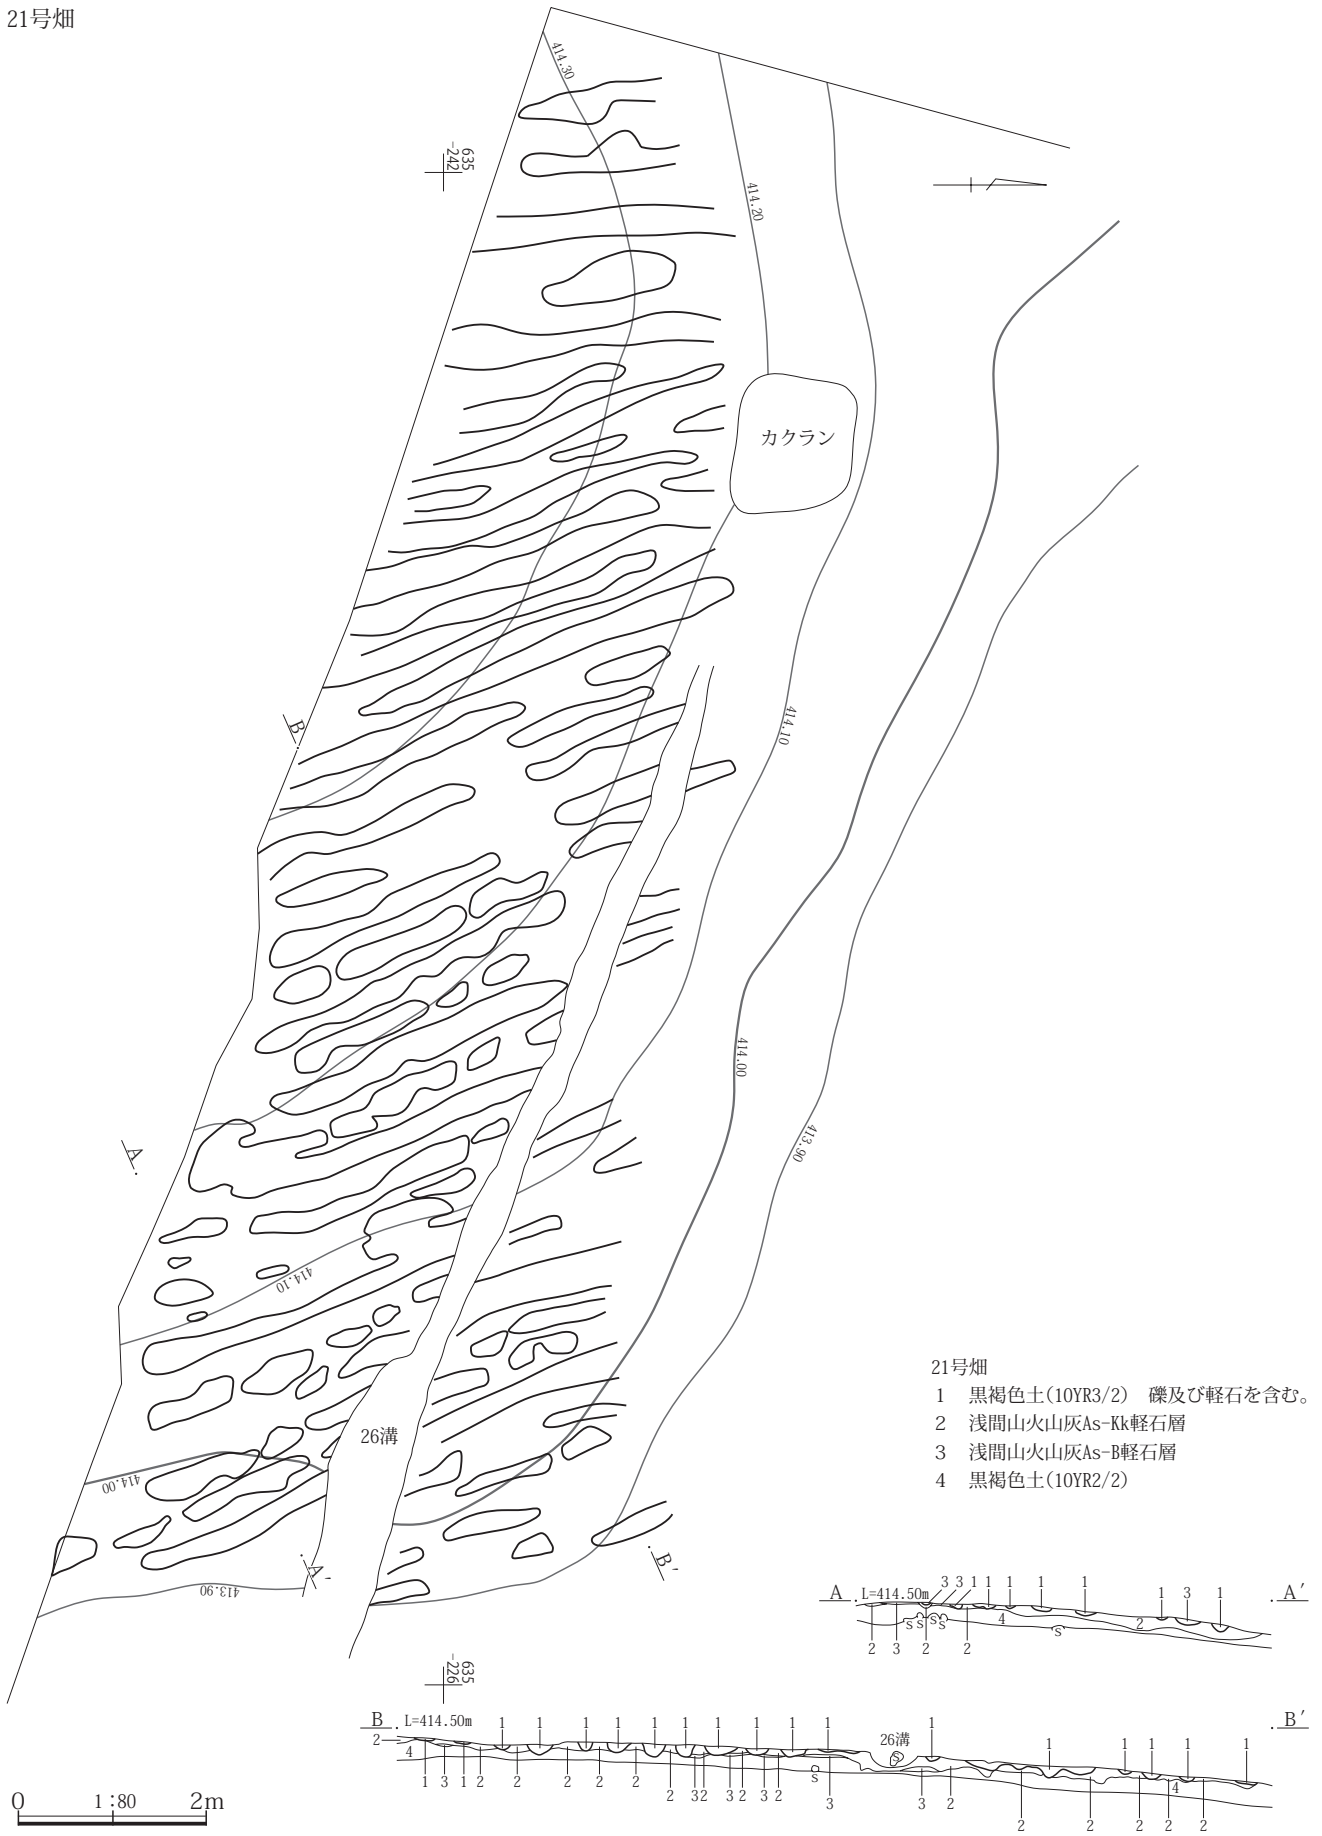 21号畑
414.30
635
-242
414.20
カクラン
B
414.10
414.00
A
413.90
414.10
26溝
414.00
A′
B′
413.90
21号畑
1 黒褐色土(10YR3/2) 礫及び軽石を含む。
2 浅間山火山灰As-Kk軽石層
3 浅間山火山灰As-B軽石層
4 黒褐色土(10YR2/2)
A L=414.50m 3 3 1 1 1 1 1 1 3 1 A′
S S S S 4 S 2
2 3 2 2
635
-226
B L=414.50m 1 1 1 1 1 1 1 1 1 1 26溝 1 B′
2 4 S S 1 1 1 1 1 4
1 3 1 2 2 2 2 2 2 3 2 3 2 3 2 3 3 2 2 2 2 2 2
0 1:80 2m